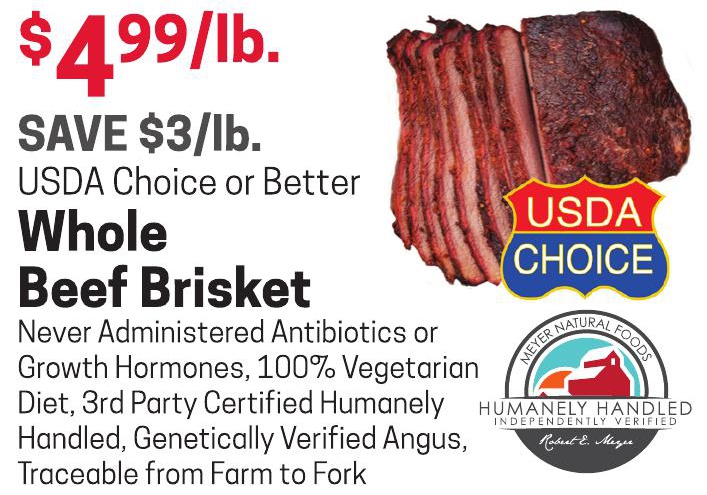 $4.99/lb.
SAVE $3/lb.
USDA Choice or Better
Whole
Beef Brisket
Never Administered Antibiotics or
Growth Hormones, 100% Vegetarian
Diet, 3rd Party Certified Humanely
Handled, Genetically Verified Angus,
Traceable from Farm to Fork
USDA
CHOICE
MEYER NATURAL FOODS
HUMANELY HANDLED
INDEPENDENTLY VERIFIED
Robert E. Meyer